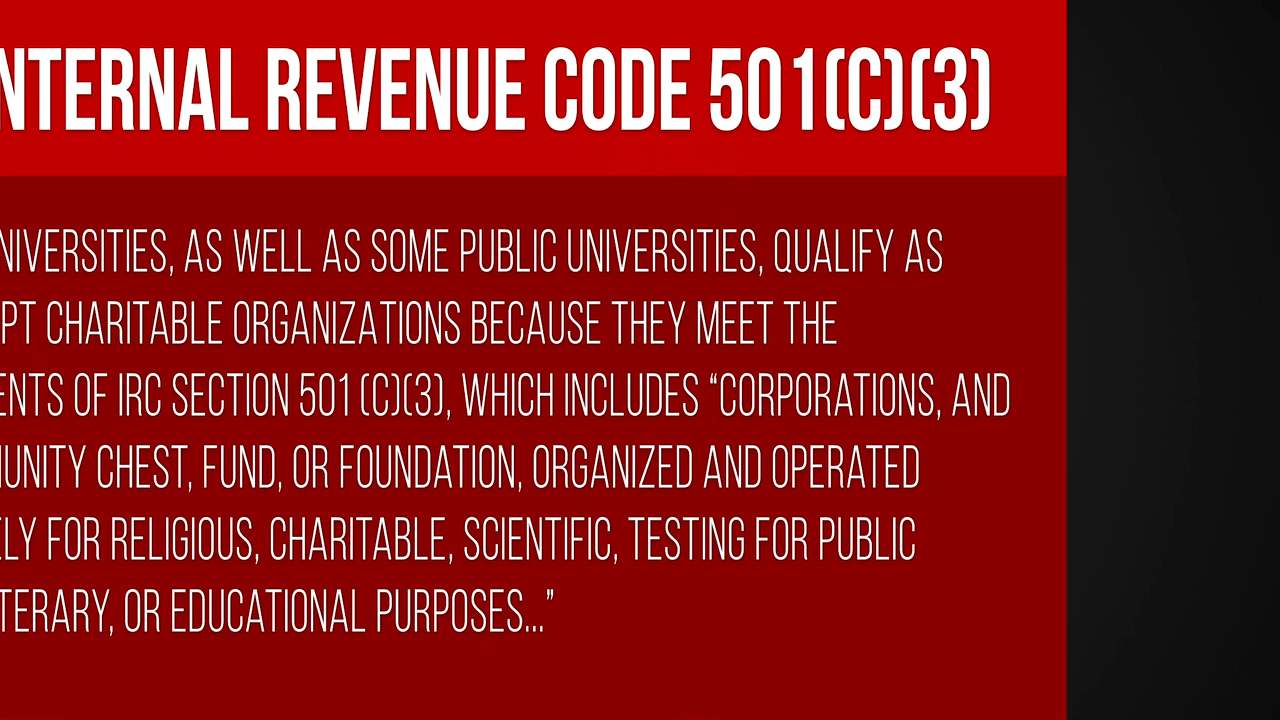 NTERNAL REVENUE CODE 501(C)(3)
NIVERSITIES, AS WELL AS SOME PUBLIC UNIVERSITIES, QUALIFY AS
PT CHARITABLE ORGANIZATIONS BECAUSE THEY MEET THE
ENTS OF IRC SECTION 501 (C)(3), WHICH INCLUDES “CORPORATIONS, AND
UNITY CHEST, FUND, OR FOUNDATION, ORGANIZED AND OPERATED
LY FOR RELIGIOUS, CHARITABLE, SCIENTIFIC, TESTING FOR PUBLIC
TERARY, OR EDUCATIONAL PURPOSES...”